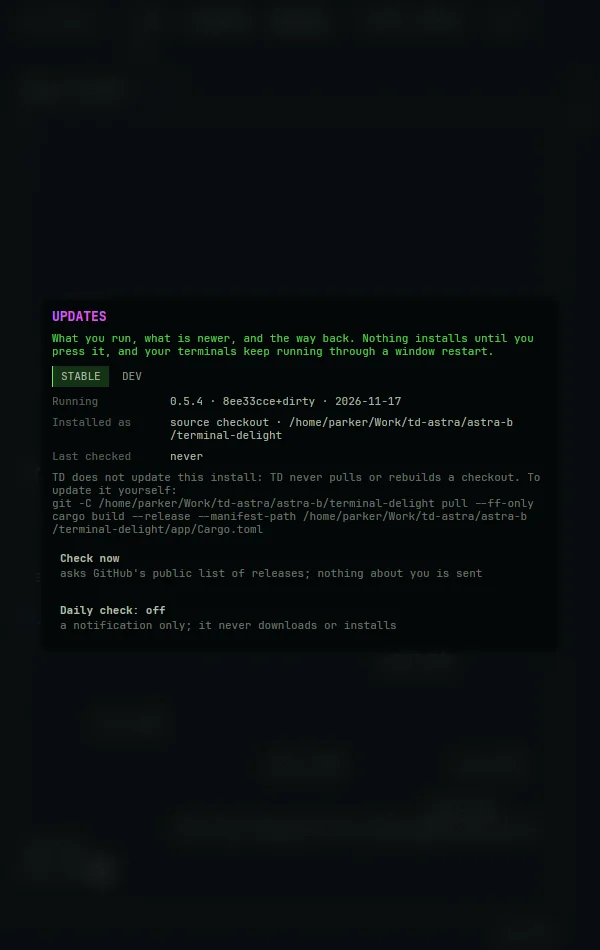 UPDATES
What you run, what is newer, and the way back. Nothing installs until you
press it, and your terminals keep running through a window restart.
STABLE DEV
Running 0.5.4 · 8ee33cce+dirty · 2026-11-17
Installed as source checkout · /home/parker/Work/td-astra/astra-b
/terminal-delight
Last checked never
TD does not update this install: TD never pulls or rebuilds a checkout. To
update it yourself:
git -C /home/parker/Work/td-astra/astra-b/terminal-delight pull --ff-only
cargo build --release --manifest-path /home/parker/Work/td-astra/astra-b
/terminal-delight/app/Cargo.toml
Check now
asks GitHub's public list of releases; nothing about you is sent
Daily check: off
a notification only; it never downloads or installs